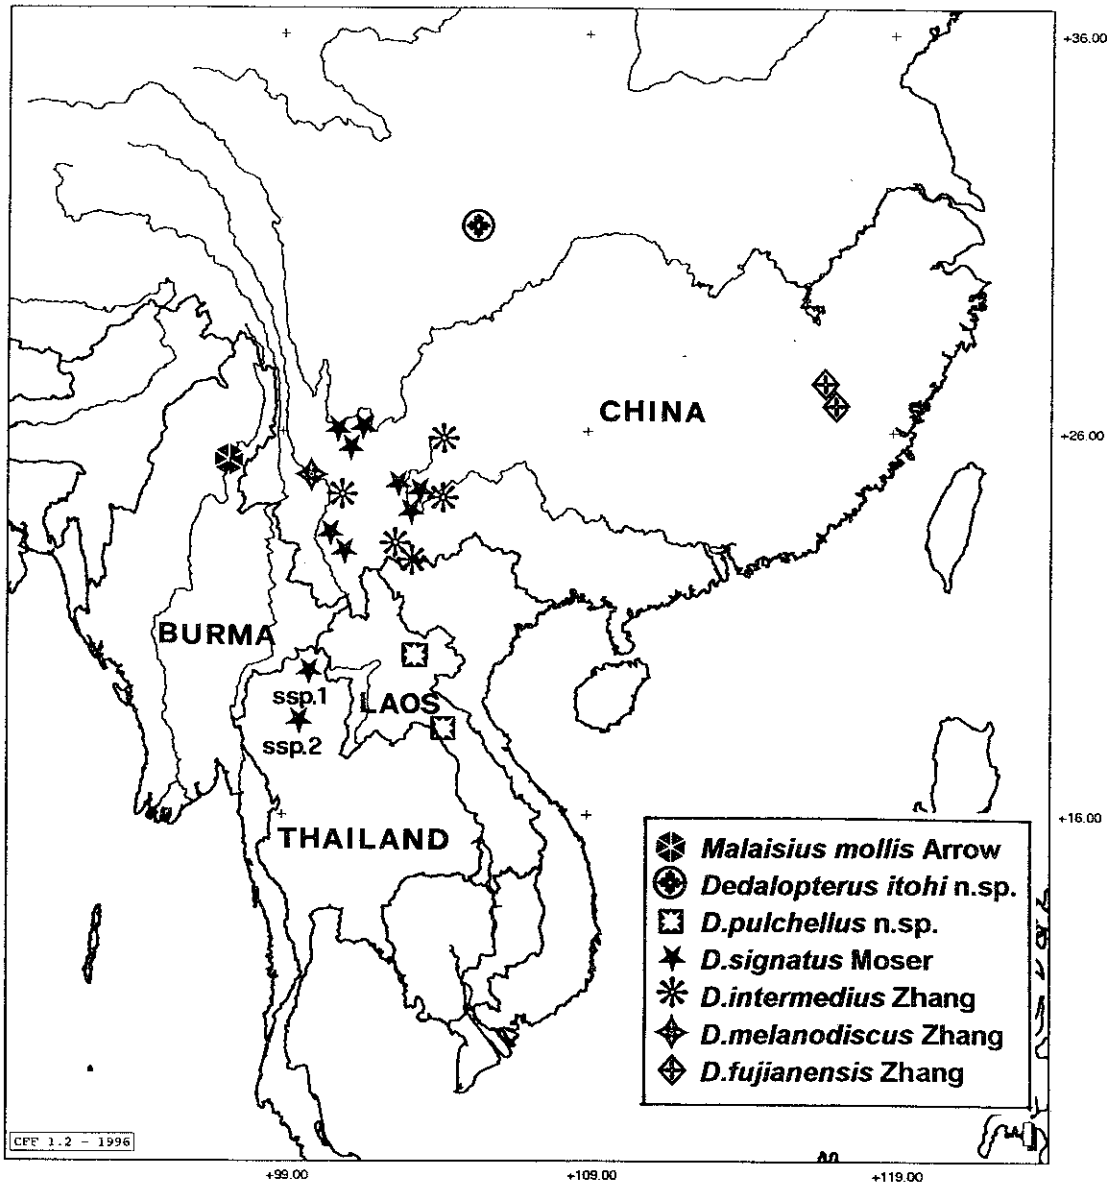 +36.00
CHINA
+26.00
BURMA
ssp.1
LAOS
ssp.2
THAILAND
+16.00
Malaisius mollis Arrow
Dedalopterus itohi n.sp.
D.pulchellus n.sp.
D.signatus Moser
D.intermedius Zhang
D.melanodiscus Zhang
D.fujianensis Zhang
CFF 1.2 - 1996
+99.00
+109.00
+119.00